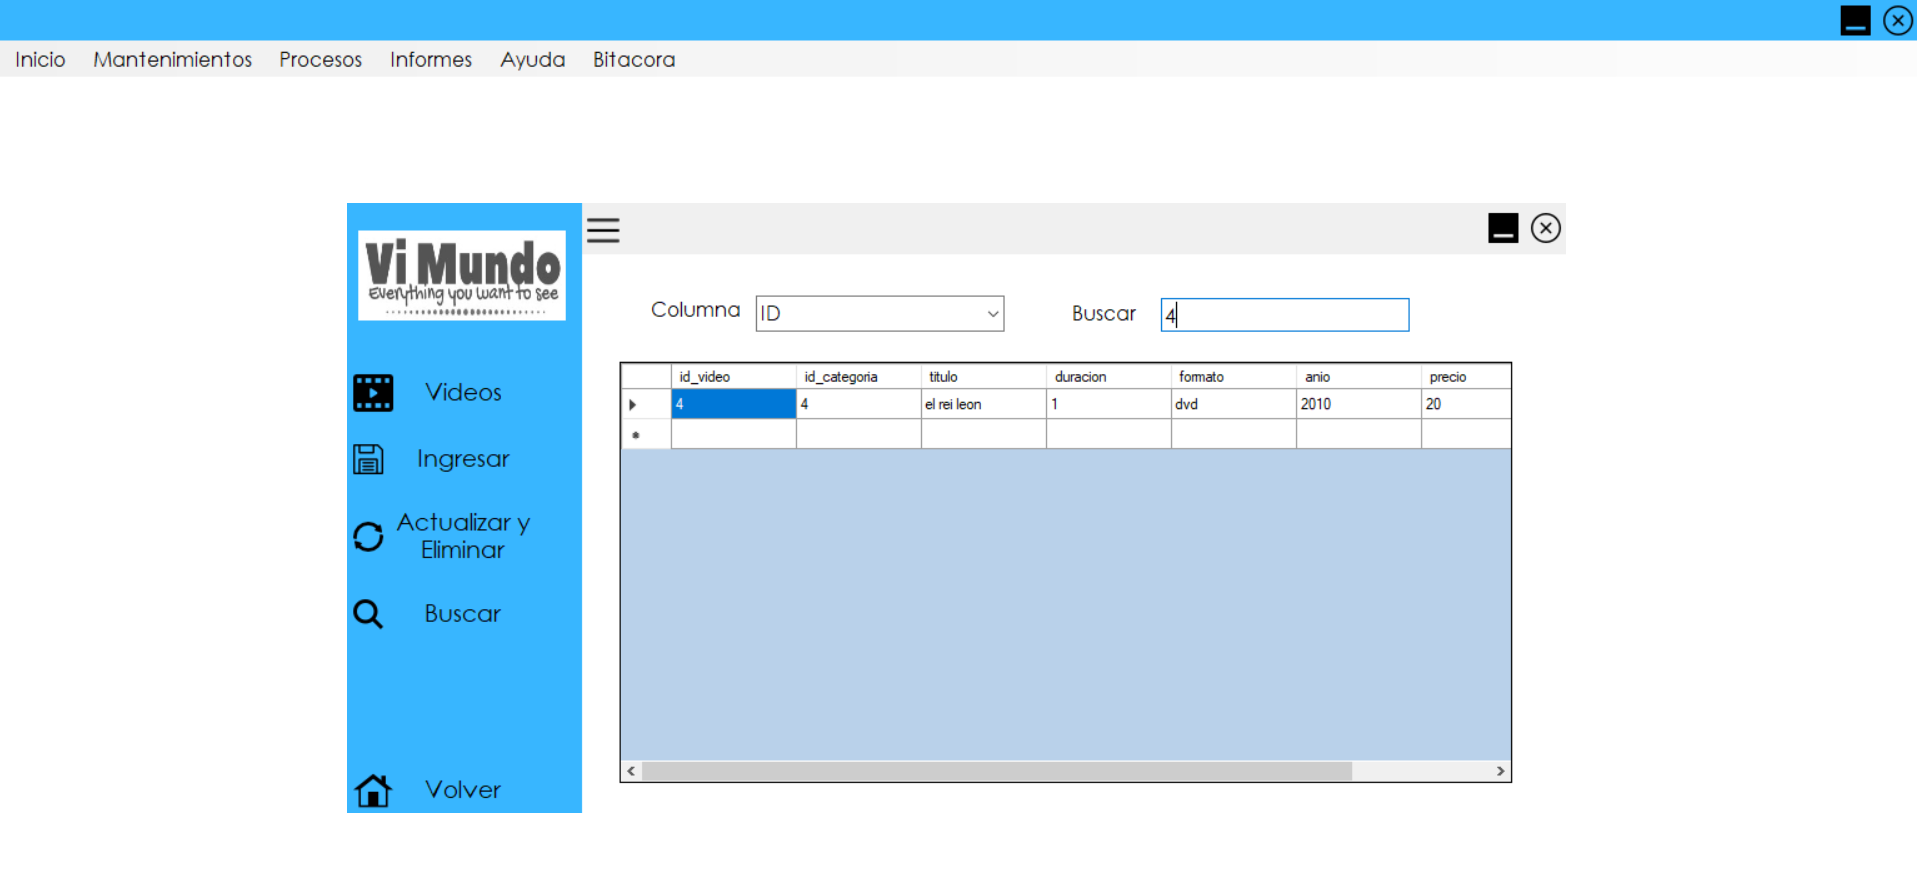 Inicio Mantenimientos Procesos Informes Ayuda Bitacora
Vi Mundo
Everything you want to see
Columna ID Buscar 4
Videos
Ingresar
Actualizar y
Eliminar
Buscar
Volver
id_video id_categoria titulo duracion formato anio precio
4 4 el rei leon 1 dvd 2010 20